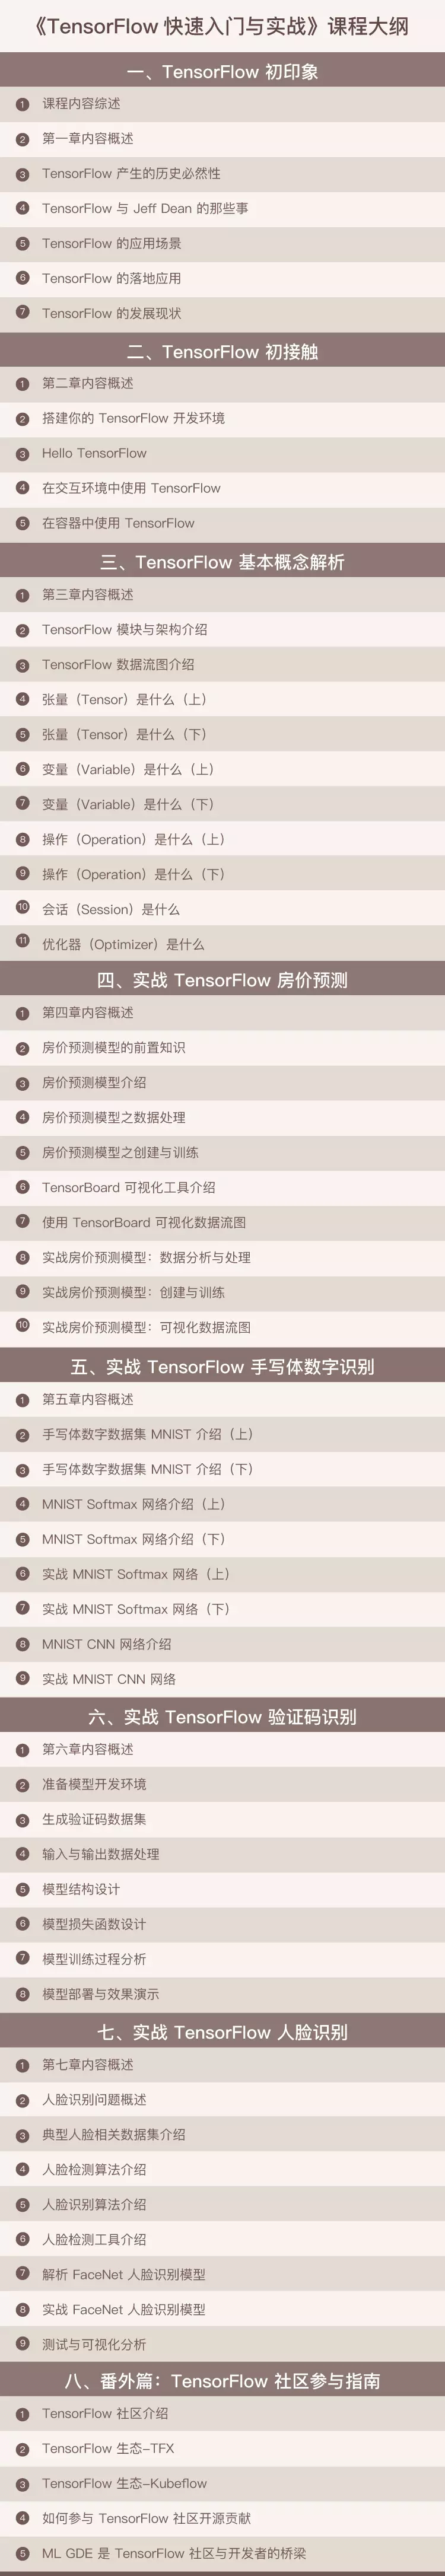 《TensorFlow 快速入门与实战》课程大纲
一、TensorFlow 初印象
1 课程内容综述
2 第一章内容概述
3 TensorFlow 产生的历史必然性
4 TensorFlow 与 Jeff Dean 的那些事
5 TensorFlow 的应用场景
6 TensorFlow 的落地应用
7 TensorFlow 的发展现状
二、TensorFlow 初接触
1 第二章内容概述
2 搭建你的 TensorFlow 开发环境
3 Hello TensorFlow
4 在交互环境中使用 TensorFlow
5 在容器中使用 TensorFlow
三、TensorFlow 基本概念解析
1 第三章内容概述
2 TensorFlow 模块与架构介绍
3 TensorFlow 数据流图介绍
4 张量（Tensor）是什么（上）
5 张量（Tensor）是什么（下）
6 变量（Variable）是什么（上）
7 变量（Variable）是什么（下）
8 操作（Operation）是什么（上）
9 操作（Operation）是什么（下）
10 会话（Session）是什么
11 优化器（Optimizer）是什么
四、实战 TensorFlow 房价预测
1 第四章内容概述
2 房价预测模型的前置知识
3 房价预测模型介绍
4 房价预测模型之数据处理
5 房价预测模型之创建与训练
6 TensorBoard 可视化工具介绍
7 使用 TensorBoard 可视化数据流图
8 实战房价预测模型：数据分析与处理
9 实战房价预测模型：创建与训练
10 实战房价预测模型：可视化数据流图
五、实战 TensorFlow 手写体数字识别
1 第五章内容概述
2 手写体数字数据集 MNIST 介绍（上）
3 手写体数字数据集 MNIST 介绍（下）
4 MNIST Softmax 网络介绍（上）
5 MNIST Softmax 网络介绍（下）
6 实战 MNIST Softmax 网络（上）
7 实战 MNIST Softmax 网络（下）
8 MNIST CNN 网络介绍
9 实战 MNIST CNN 网络
六、实战 TensorFlow 验证码识别
1 第六章内容概述
2 准备模型开发环境
3 生成验证码数据集
4 输入与输出数据处理
5 模型结构设计
6 模型损失函数设计
7 模型训练过程分析
8 模型部署与效果演示
七、实战 TensorFlow 人脸识别
1 第七章内容概述
2 人脸识别问题概述
3 典型人脸相关数据集介绍
4 人脸检测算法介绍
5 人脸识别算法介绍
6 人脸检测工具介绍
7 解析 FaceNet 人脸识别模型
8 实战 FaceNet 人脸识别模型
9 测试与可视化分析
八、番外篇：TensorFlow 社区参与指南
1 TensorFlow 社区介绍
2 TensorFlow 生态-TFX
3 TensorFlow 生态-Kubeflow
4 如何参与 TensorFlow 社区开源贡献
5 ML GDE 是 TensorFlow 社区与开发者的桥梁